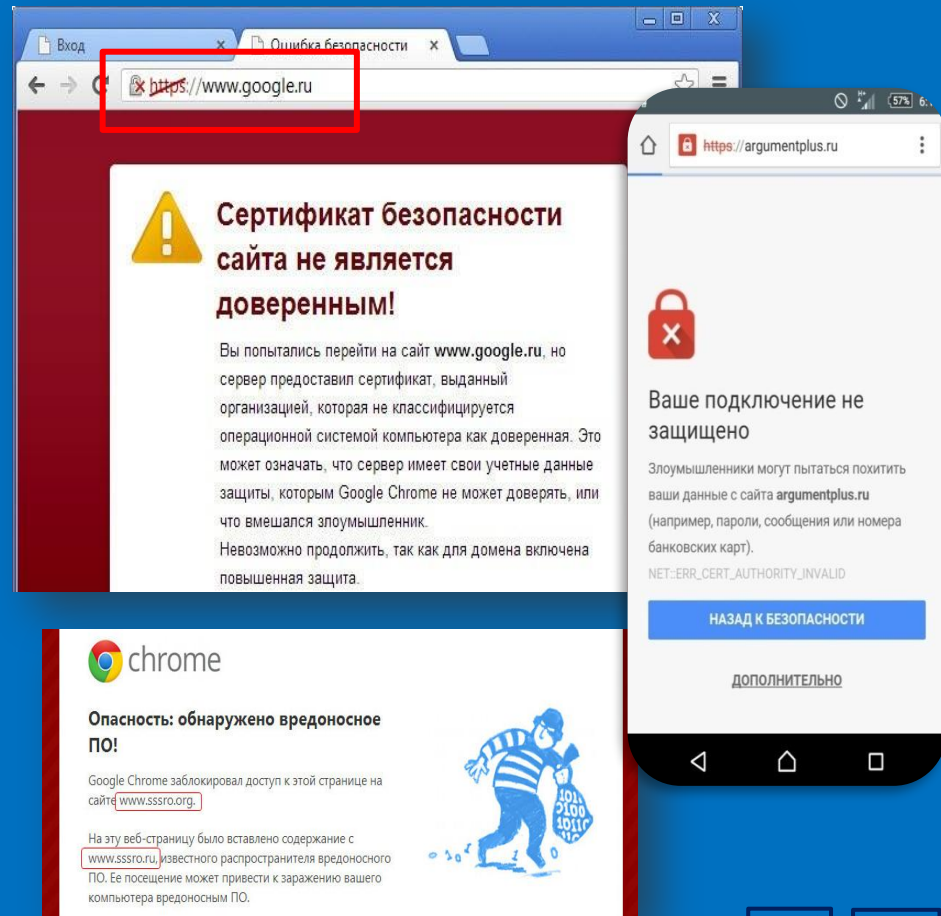 Вход
Ошибка безопасности
https://www.google.ru
Сертификат безопасности
сайта не является
доверенным!
Вы попытались перейти на сайт www.google.ru, но
сервер предоставил сертификат, выданный
организацией, которая не классифицируется
операционной системой компьютера как доверенная. Это
может означать, что сервер имеет свои учетные данные
защиты, которым Google Chrome не может доверять, или
что вмешался злоумышленник.
Невозможно продолжить, так как для домена включена
повышенная защита.
57%
https://argumentplus.ru
Ваше подключение не
защищено
Злоумышленники могут пытаться похитить
ваши данные с сайта argumentplus.ru
(например, пароли, сообщения или номера
банковских карт).
NET::ERR_CERT_AUTHORITY_INVALID
НАЗАД К БЕЗОПАСНОСТИ
ДОПОЛНИТЕЛЬНО
chrome
Опасность: обнаружено вредоносное
ПО!
Google Chrome заблокировал доступ к этой странице на
сайте www.sssro.org.
На эту веб-страницу было вставлено содержание с
www.sssro.ru, известного распространителя вредоносного
ПО. Ее посещение может привести к заражению вашего
компьютера вредоносным ПО.